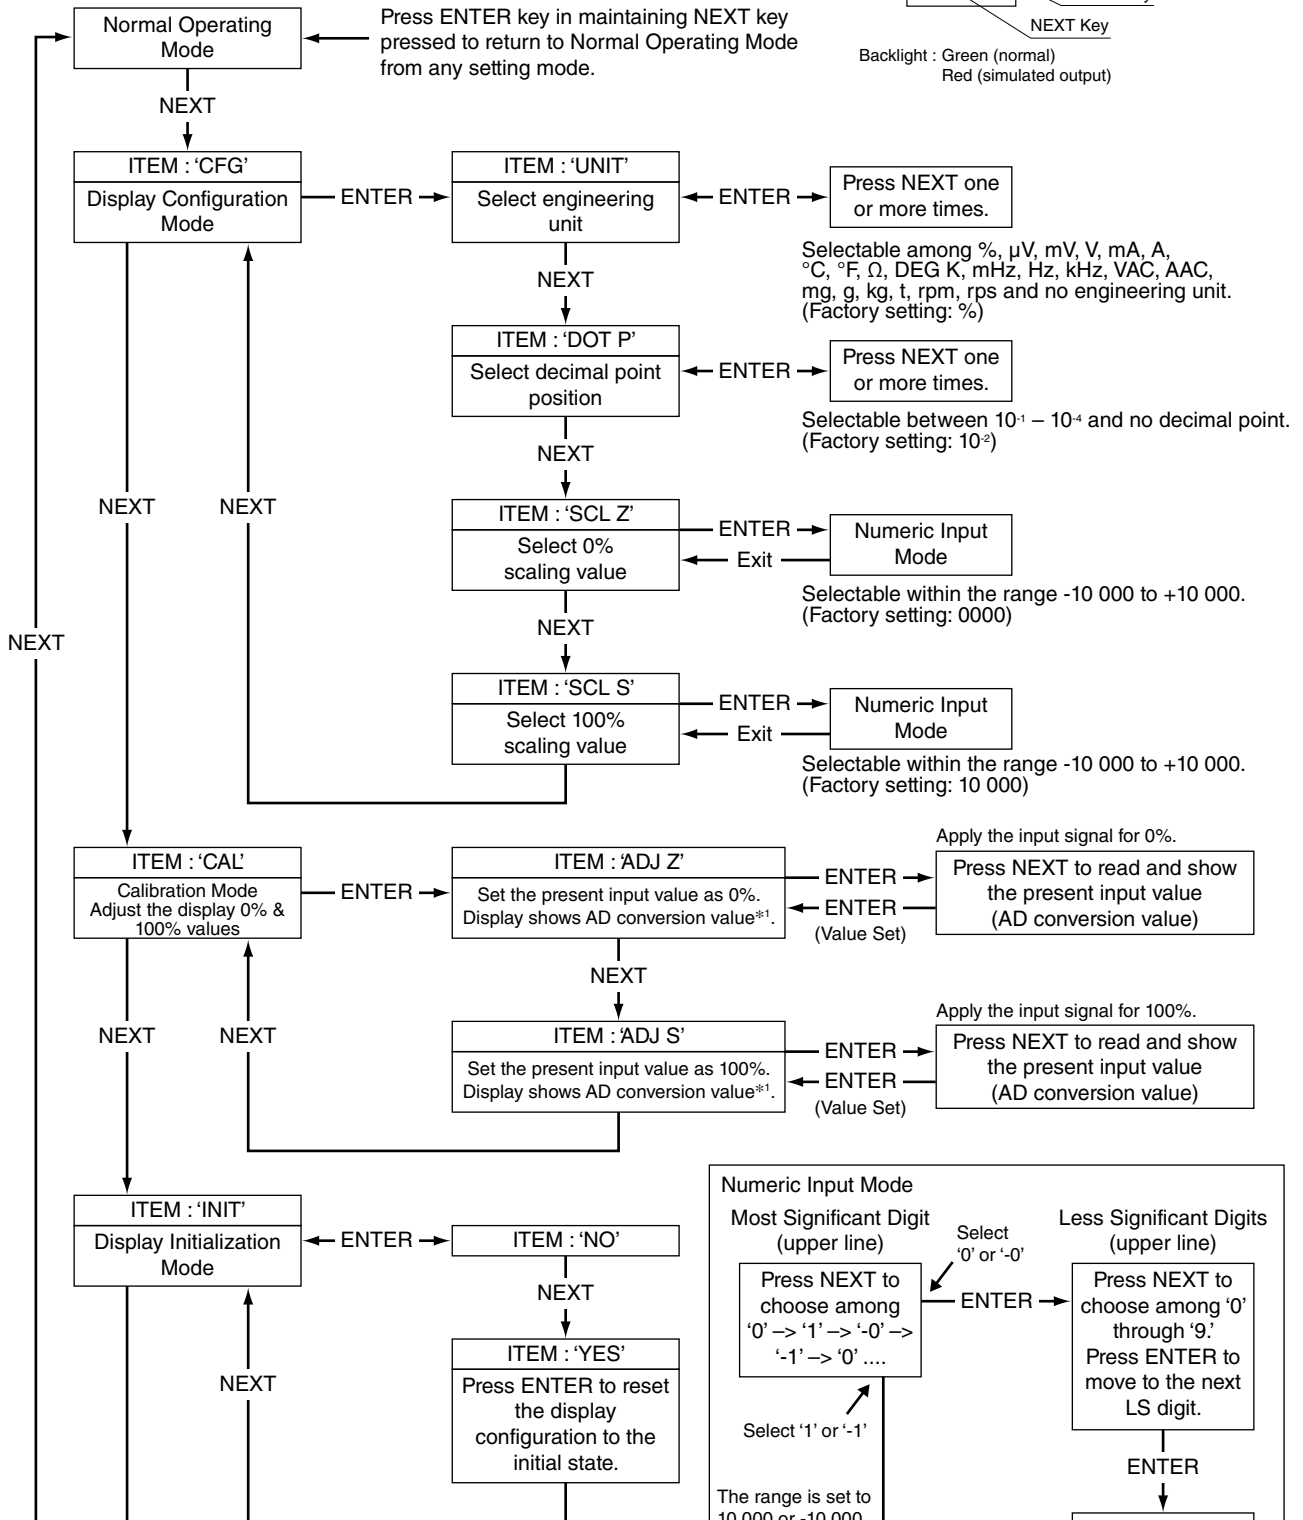 Normal Operating
Mode
Press ENTER key in maintaining NEXT key
pressed to return to Normal Operating Mode
from any setting mode.
NEXT Key
Backlight : Green (normal)
Red (simulated output)
NEXT
ITEM : ‘CFG’
Display Configuration
Mode
ENTER
ITEM : ‘UNIT’
Select engineering
unit
ENTER
Press NEXT one
or more times.
Selectable among %, µV, mV, V, mA, A,
°C, °F, Ω, DEG K, mHz, Hz, kHz, VAC, AAC,
mg, g, kg, t, rpm, rps and no engineering unit.
(Factory setting: %)
NEXT
ITEM : ‘DOT P’
Select decimal point
position
ENTER
Press NEXT one
or more times.
Selectable between 10-1 – 10-4 and no decimal point.
(Factory setting: 10-2)
NEXT
NEXT
NEXT
ITEM : ‘SCL Z’
Select 0%
scaling value
ENTER
Exit
Numeric Input
Mode
Selectable within the range -10 000 to +10 000.
(Factory setting: 0000)
NEXT
NEXT
ITEM : ‘SCL S’
Select 100%
scaling value
ENTER
Exit
Numeric Input
Mode
Selectable within the range -10 000 to +10 000.
(Factory setting: 10 000)
ITEM : ‘CAL’
Calibration Mode
Adjust the display 0% &
100% values
ENTER
ITEM : ‘ADJ Z’
Set the present input value as 0%.
Display shows AD conversion value*1.
ENTER
ENTER
(Value Set)
Apply the input signal for 0%.
Press NEXT to read and show
the present input value
(AD conversion value)
NEXT
NEXT
NEXT
ITEM : ‘ADJ S’
Set the present input value as 100%.
Display shows AD conversion value*1.
ENTER
ENTER
(Value Set)
Apply the input signal for 100%.
Press NEXT to read and show
the present input value
(AD conversion value)
ITEM : ‘INIT’
Display Initialization
Mode
ENTER
ITEM : ‘NO’
NEXT
ITEM : ‘YES’
Press ENTER to reset
the display
configuration to the
initial state.
NEXT
Numeric Input Mode
Most Significant Digit
(upper line)
Select
‘0’ or ‘-0’
Less Significant Digits
(upper line)
Press NEXT to
choose among
‘0’ –> ‘1’ –> ‘-0’ –>
‘-1’ –> ‘0’ ....
ENTER
Press NEXT to
choose among ‘0’
through ‘9.’
Press ENTER to
move to the next
LS digit.
Select ‘1’ or ‘-1’
ENTER
The range is set to
10 000 or -10 000